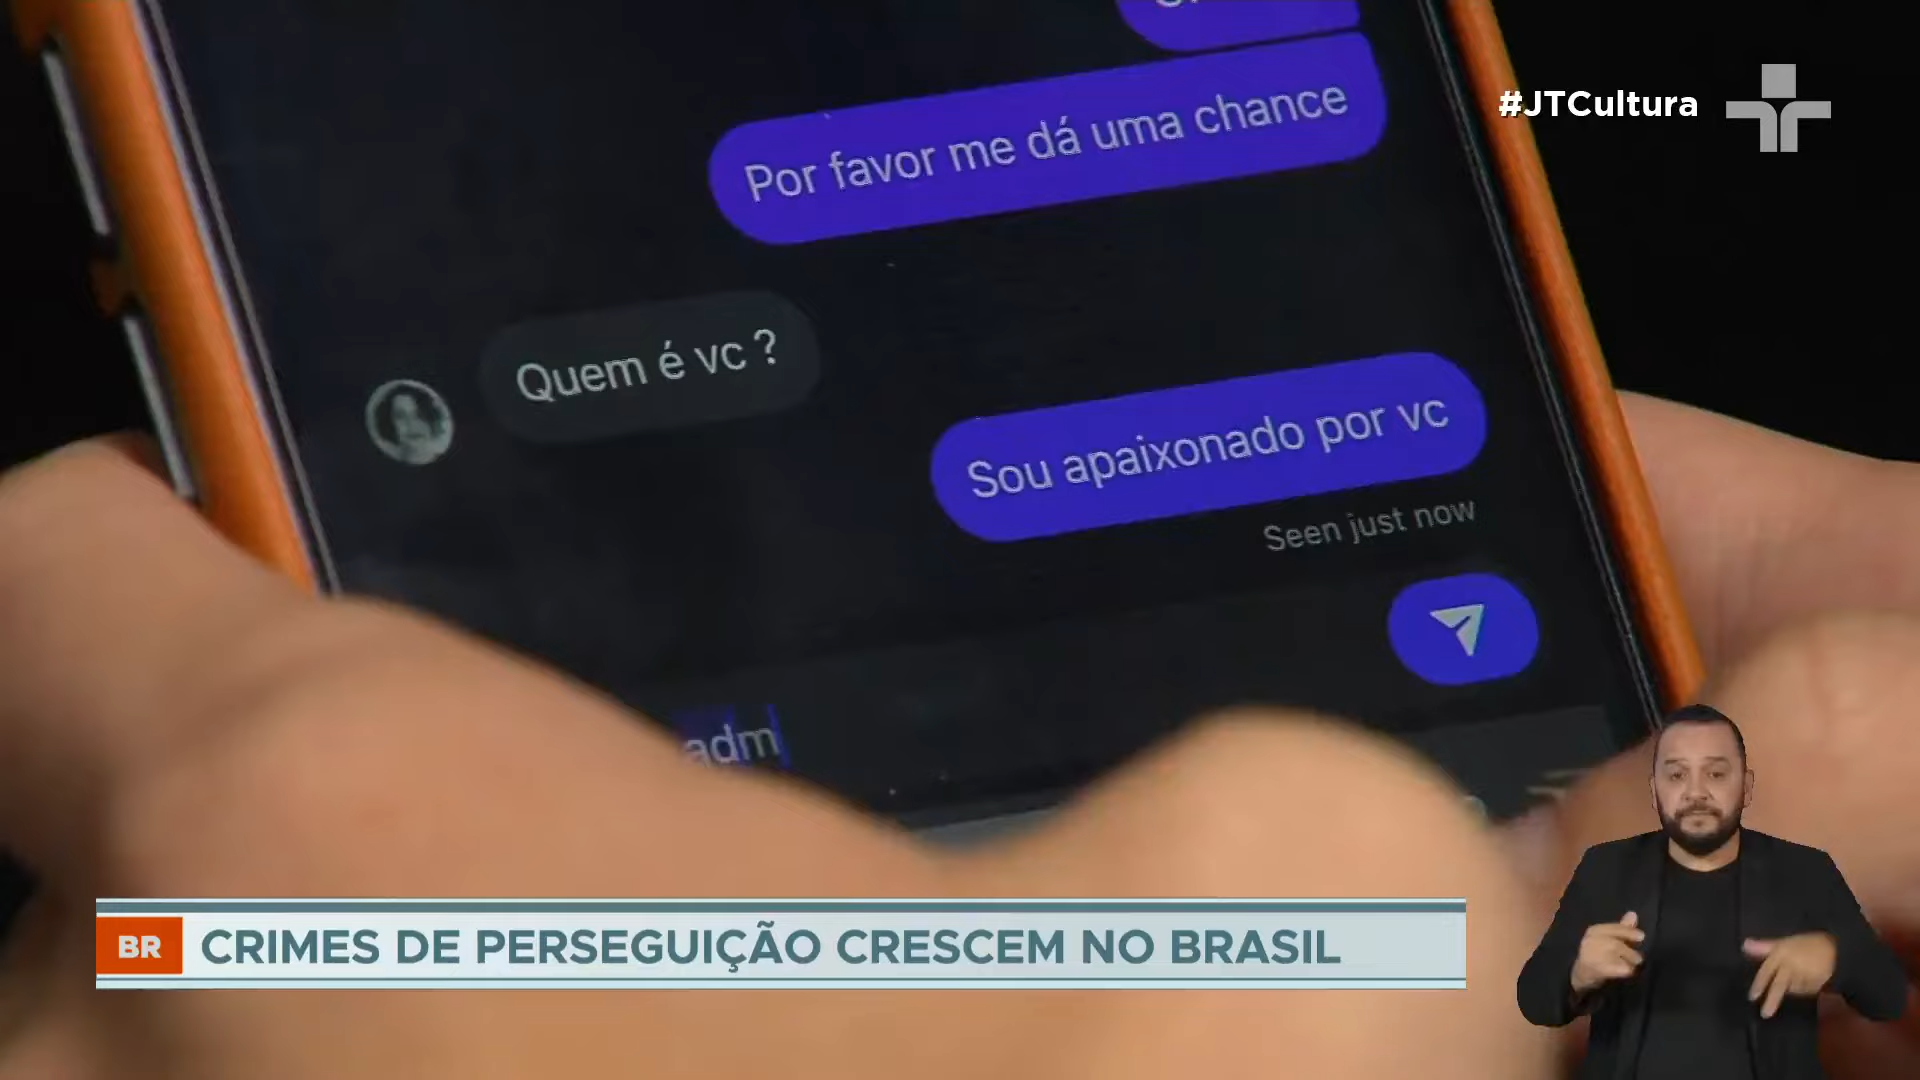 #JTCultura
Por favor me dá uma chance
Quem é vc ?
Sou apaixonado por vc
Seen just now
adm
BR CRIMES DE PERSEGUIÇÃO CRESCEM NO BRASIL